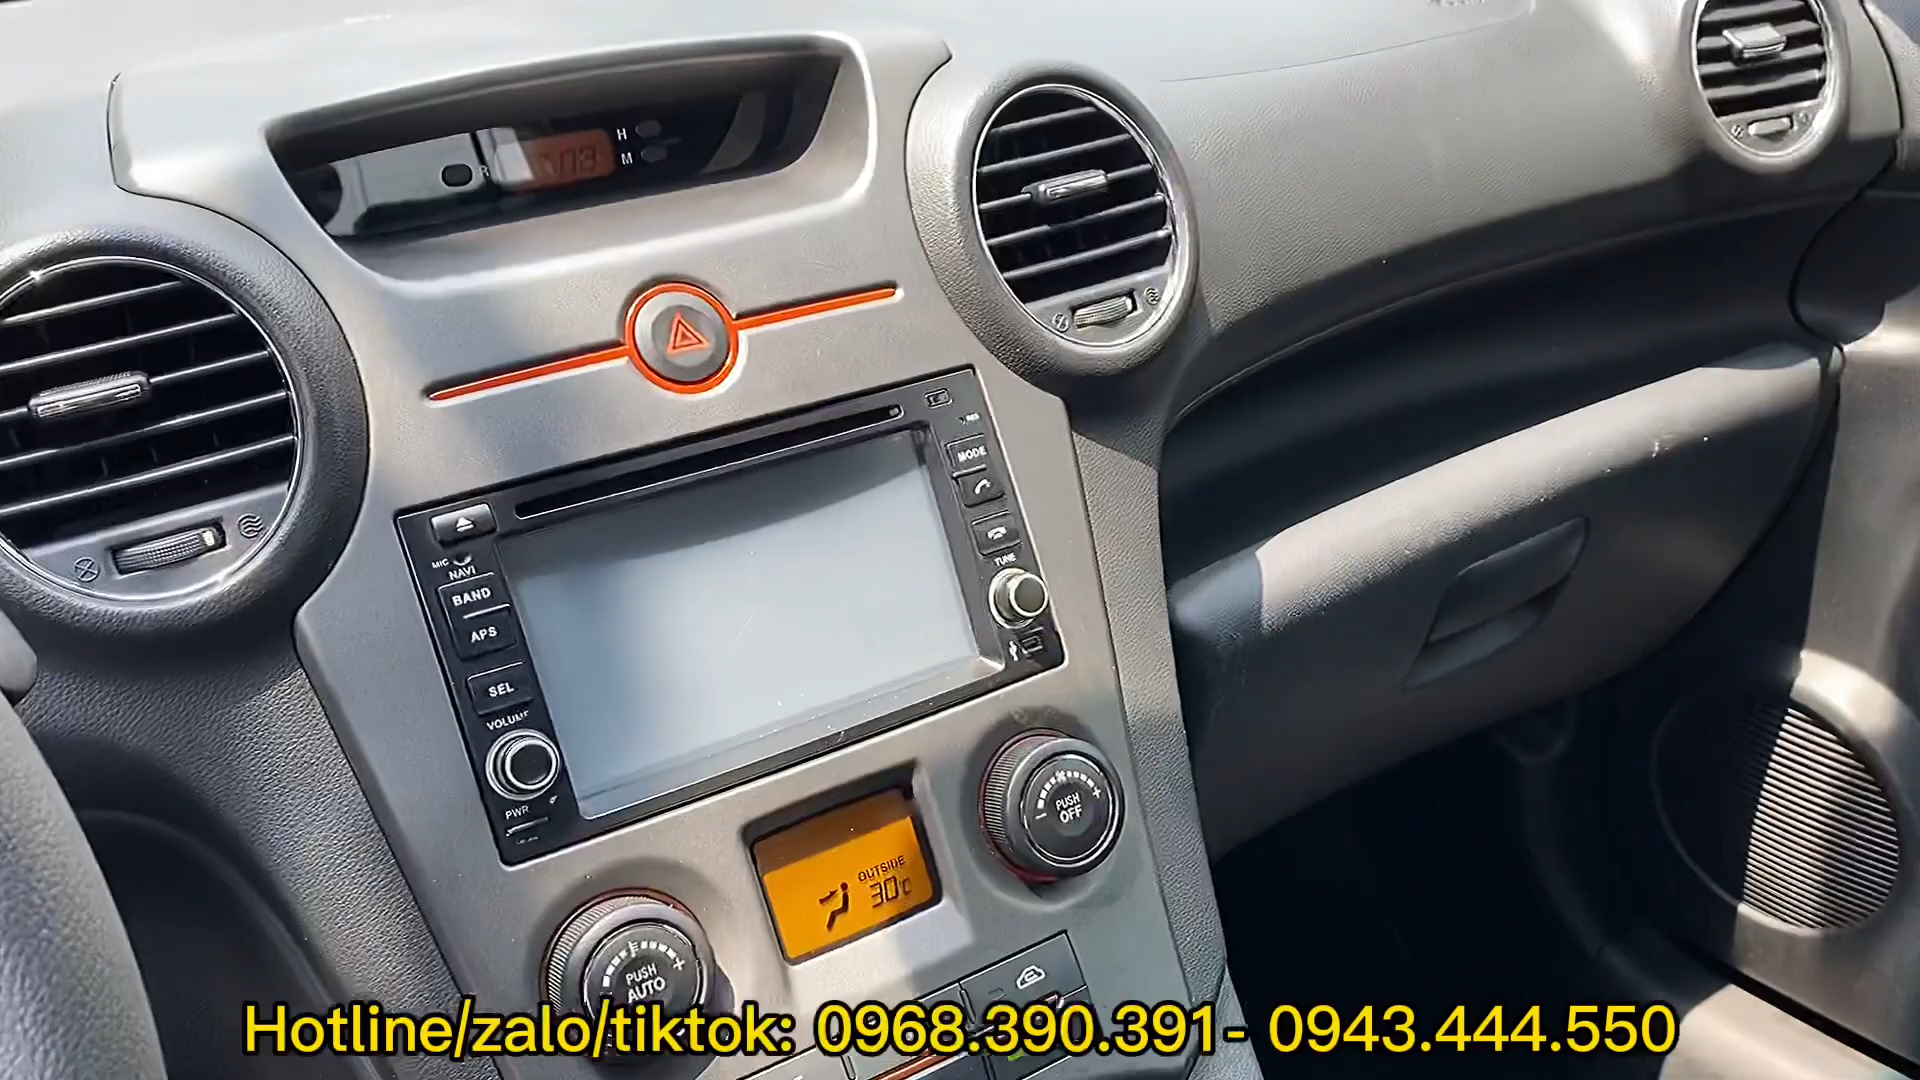 H
M
MODE
MIC
NAVI
BAND
APS
TUNE
SEL
VOLUME
PWR
PUSH
OFF
OUTSIDE
30°C
PUSH
AUTO
Hotline/zalo/tiktok: 0968.390.391- 0943.444.550